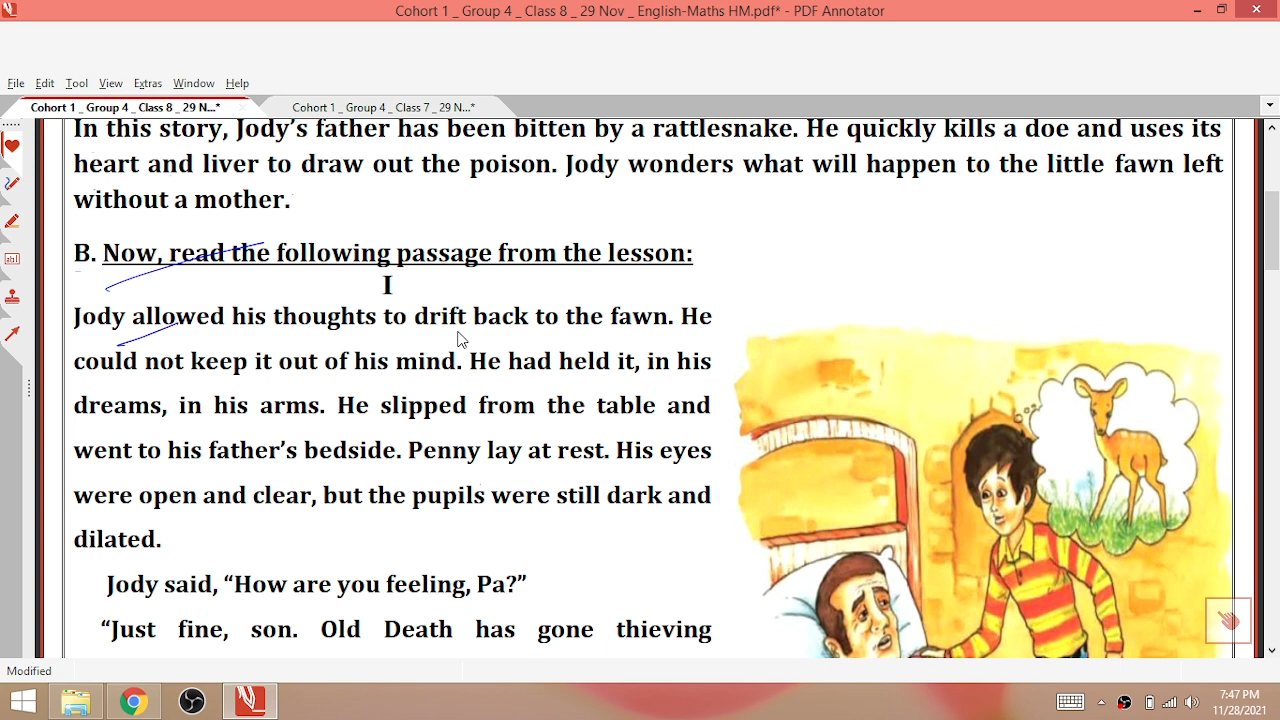 Cohort 1 _ Group 4 _ Class 8 _ 29 Nov _ English-Maths HM.pdf* - PDF Annotator
File Edit Tool View Extras Window Help
Cohort 1 _ Group 4 _ Class 8 _ 29 N...* Cohort 1 _ Group 4 _ Class 7 _ 29 N...*
In this story, Jody's father has been bitten by a rattlesnake. He quickly kills a doe and uses its
heart and liver to draw out the poison. Jody wonders what will happen to the little fawn left
without a mother.
B. Now, read the following passage from the lesson:
I
Jody allowed his thoughts to drift back to the fawn. He
could not keep it out of his mind. He had held it, in his
dreams, in his arms. He slipped from the table and
went to his father's bedside. Penny lay at rest. His eyes
were open and clear, but the pupils were still dark and
dilated.
Jody said, “How are you feeling, Pa?”
“Just fine, son. Old Death has gone thieving
Modified
7:47 PM
11/28/2021